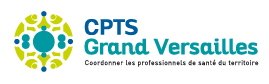 CPTS
Grand Versailles
Coordonner les professionnels de santé du territoire